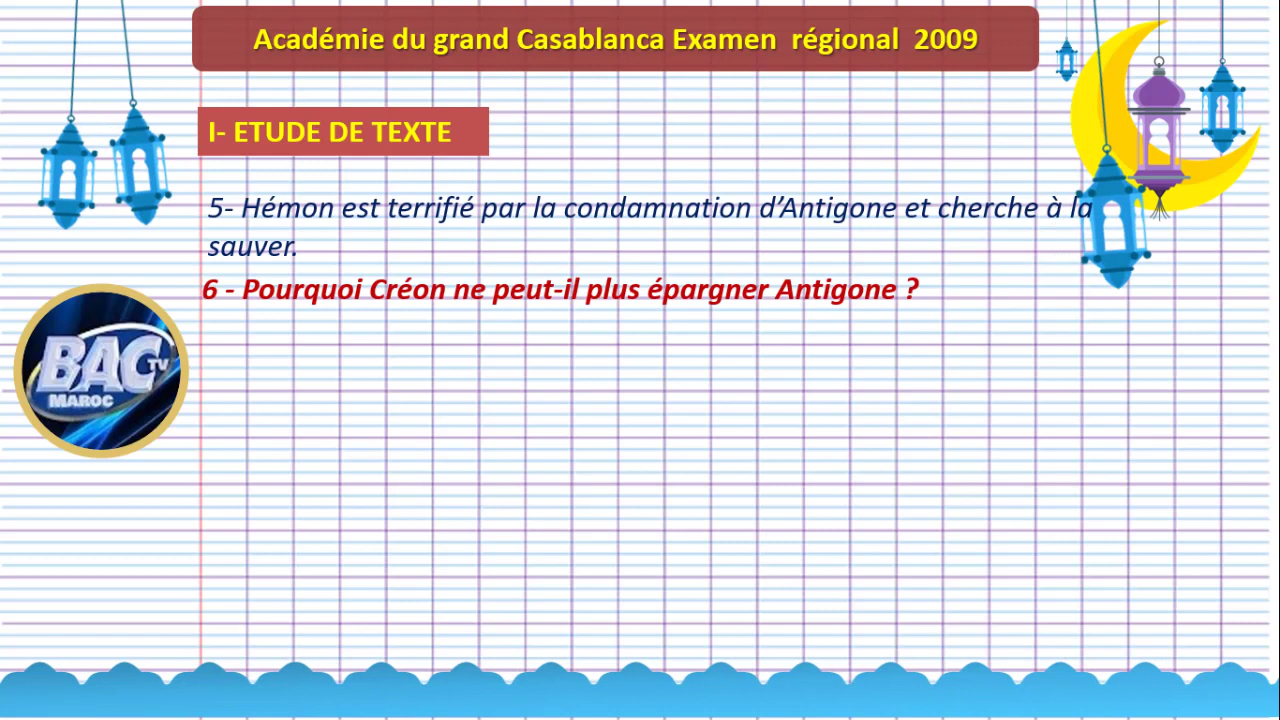 Académie du grand Casablanca Examen régional 2009
I- ETUDE DE TEXTE
5- Hémon est terrifié par la condamnation d’Antigone et cherche à la
sauver.
6 - Pourquoi Créon ne peut-il plus épargner Antigone ?
BAC TV
MAROC